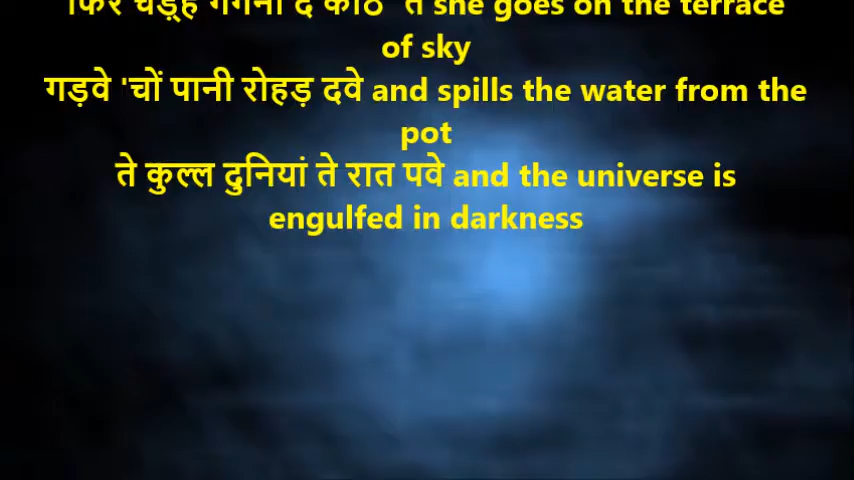 फिर she goes on the terrace
of sky
गड़वे 'चों पानी रोहड़ दवे and spills the water from the
pot
ते कुल्ल दुनियां ते रात पवे and the universe is
engulfed in darkness